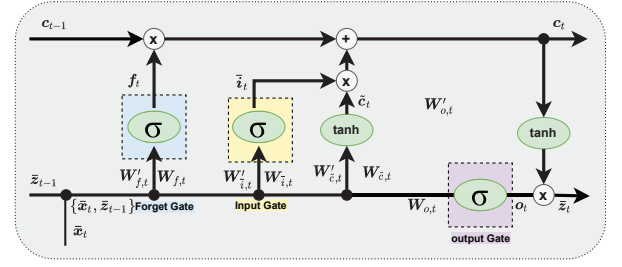 c_{t−1}
c_t
x
+
f_t
ī_t
x
c̃_t
W'_{o,t}
σ
σ
tanh
tanh
z̄_{t−1}
W'_{f,t} W_{f,t}
W'_{ī,t} W_{ī,t}
W'_{c̃,t} W_{c̃,t}
σ
x
{x̄_t, z̄_{t−1}} Forget Gate
Input Gate
W_{o,t}
o_t
z̄_t
x̄_t
output Gate